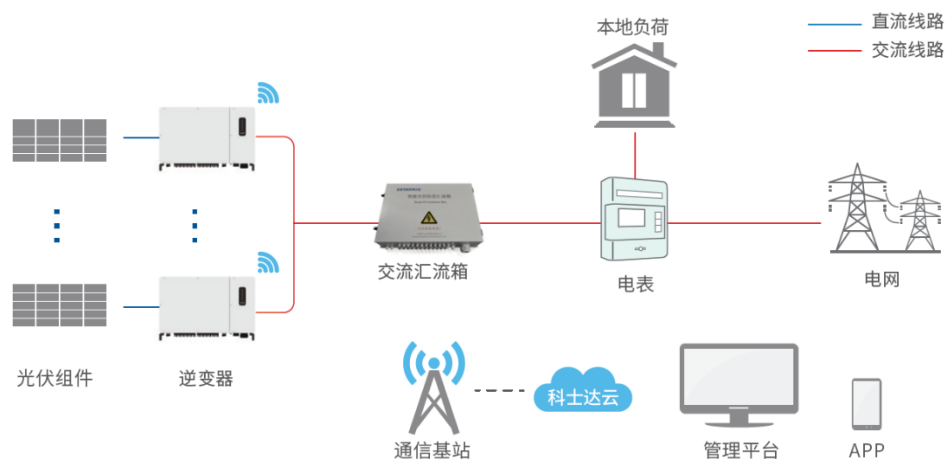 本地负荷
直流线路
交流线路
交流汇流箱
电表
电网
光伏组件
逆变器
科士达云
通信基站
管理平台
APP